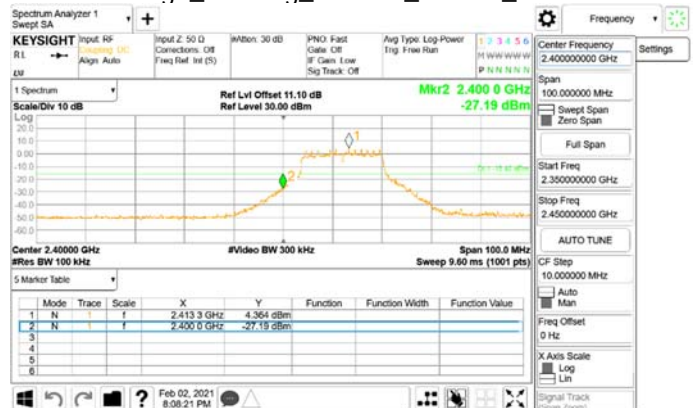 Spectrum Analyzer 1
Swept SA
+
Frequency
KEYSIGHT
RL
Input: RF
Coupling: DC
Align: Auto
Input Z: 50 Ω
Corrections: Off
Freq Ref: Int (S)
#Atten: 30 dB
PNO: Fast
Gate: Off
IF Gain: Low
Sig Track: Off
Avg Type: Log-Power
Trig: Free Run
1 2 3 4 5 6
M W W W W W
P N N N N N
1 Spectrum
Scale/Div 10 dB
Log
Ref Lvl Offset 11.10 dB
Ref Level 30.00 dBm
Mkr2 2.400 0 GHz
-27.19 dBm
20.0
10.0
0.00
-10.0
-20.0
-30.0
-40.0
-50.0
-60.0
1
2
Center 2.40000 GHz
#Res BW 100 kHz
#Video BW 300 kHz
Span 100.0 MHz
Sweep 9.60 ms (1001 pts)
5 Marker Table
Mode Trace Scale X Y Function Function Width Function Value
1 N 1 f 2.413 3 GHz 4.364 dBm
2 N 1 f 2.400 0 GHz -27.19 dBm
3
4
5
6
?
Feb 02, 2021
8:08:21 PM
Center Frequency
2.400000000 GHz
Settings
Span
100.000000 MHz
Swept Span
Zero Span
Full Span
Start Freq
2.350000000 GHz
Stop Freq
2.450000000 GHz
AUTO TUNE
CF Step
10.000000 MHz
Auto
Man
Freq Offset
0 Hz
X Axis Scale
Log
Lin
Signal Track